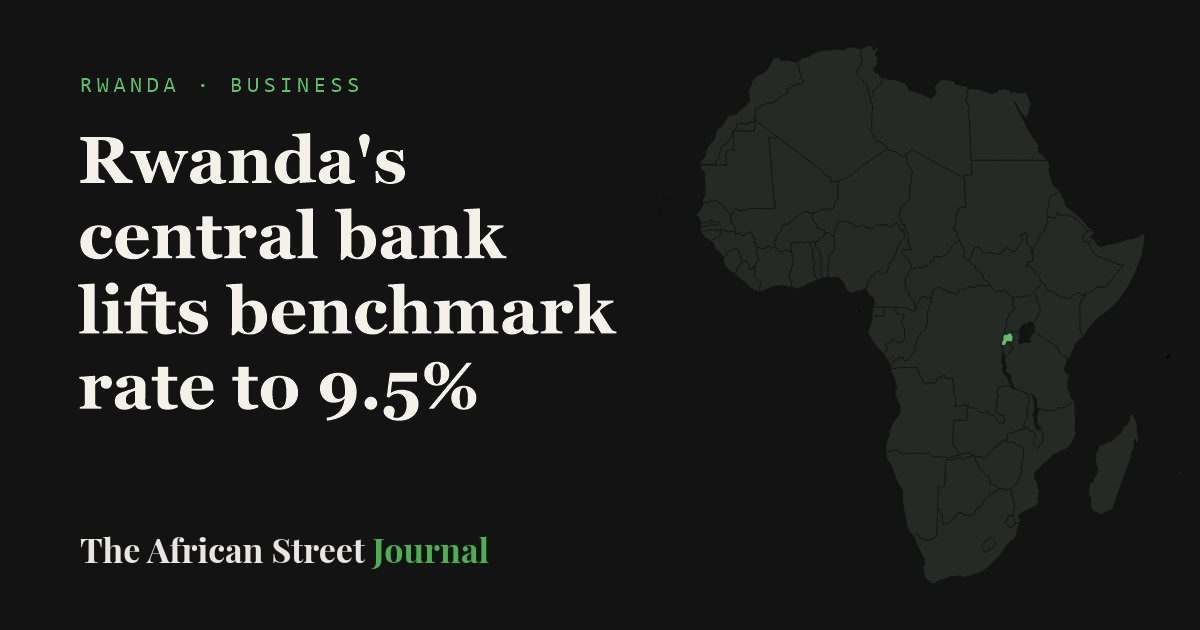 RWANDA · BUSINESS
Rwanda's
central bank
lifts benchmark
rate to 9.5%
The African Street Journal